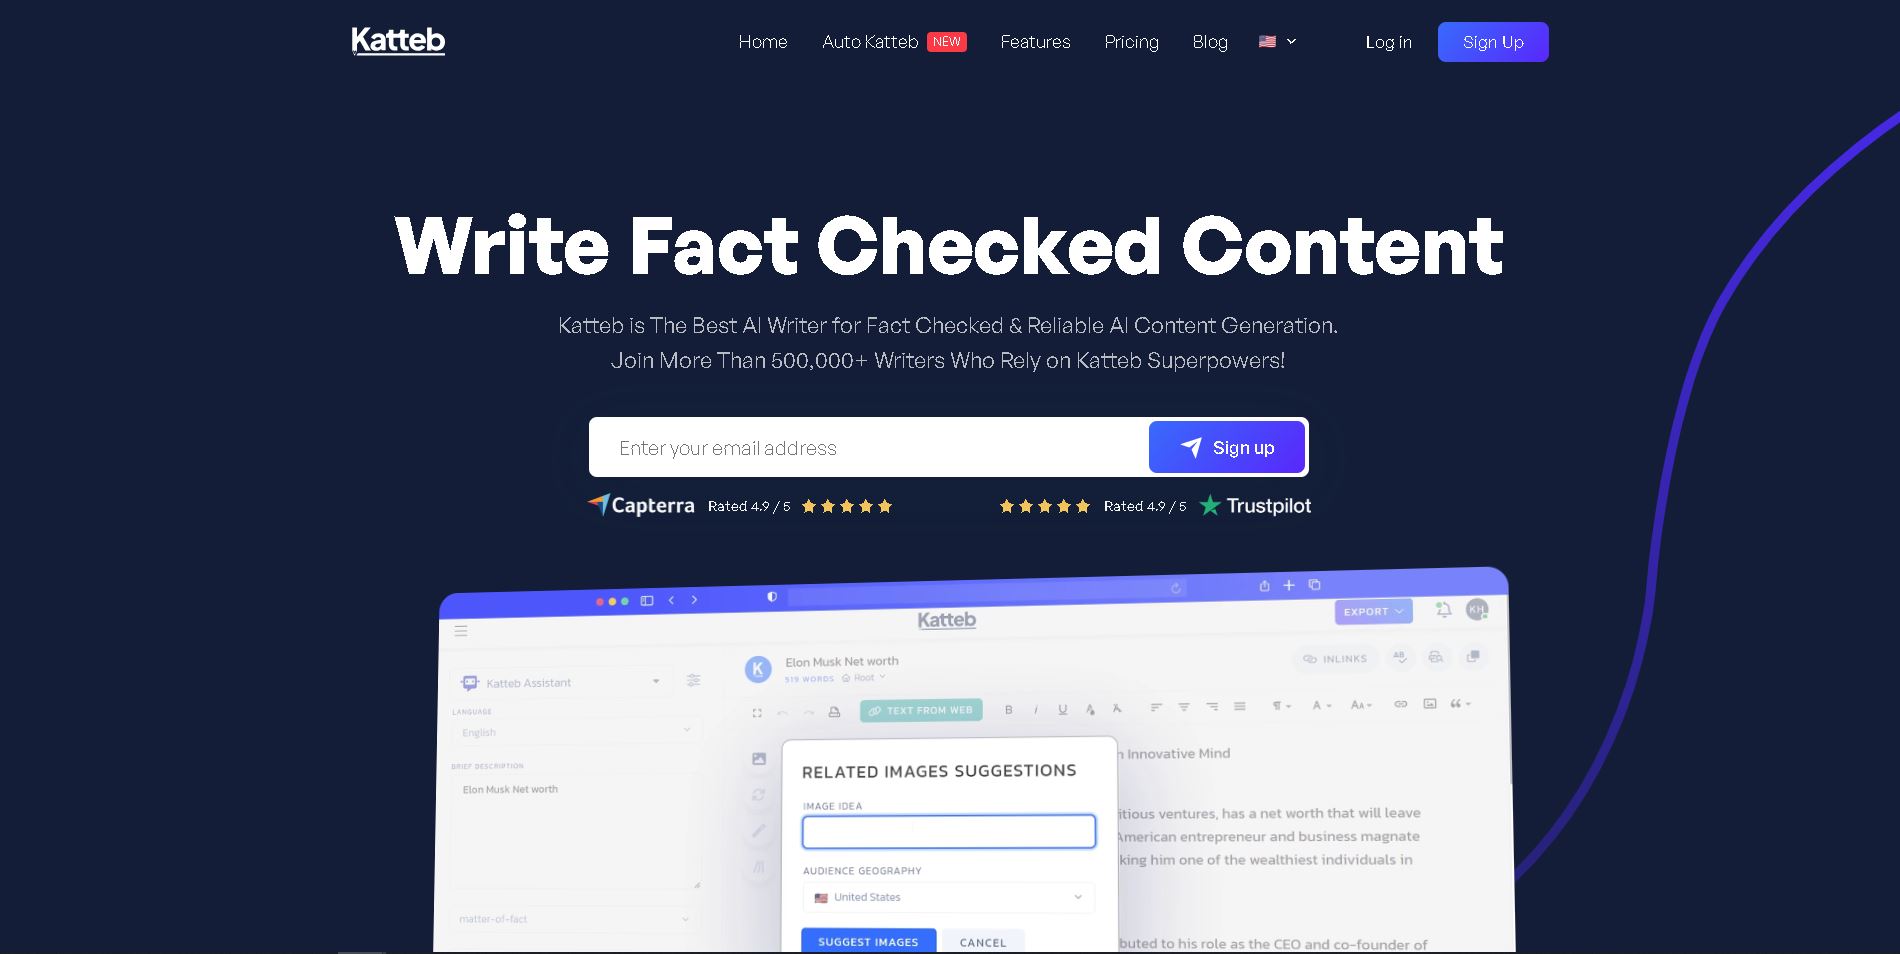 Katteb
Home
Auto Katteb NEW
Features
Pricing
Blog
Log in
Sign Up
Write Fact Checked Content
Katteb is The Best AI Writer for Fact Checked & Reliable AI Content Generation.
Join More Than 500,000+ Writers Who Rely on Katteb Superpowers!
Enter your email address
Sign up
Capterra Rated 4.9 / 5
Rated 4.9 / 5 Trustpilot
Katteb
EXPORT
KH
Katteb Assistant
LANGUAGE
English
BRIEF DESCRIPTION
Elon Musk Net worth
matter-of-fact
K
Elon Musk Net worth
519 WORDS Root
INLINKS
AB
TEXT FROM WEB
B I U
A
AA
RELATED IMAGES SUGGESTIONS
IMAGE IDEA
AUDIENCE GEOGRAPHY
United States
SUGGEST IMAGES
CANCEL
n Innovative Mind
itious ventures, has a net worth that will leave
American entrepreneur and business magnate
king him one of the wealthiest individuals in
buted to his role as the CEO and co-founder of